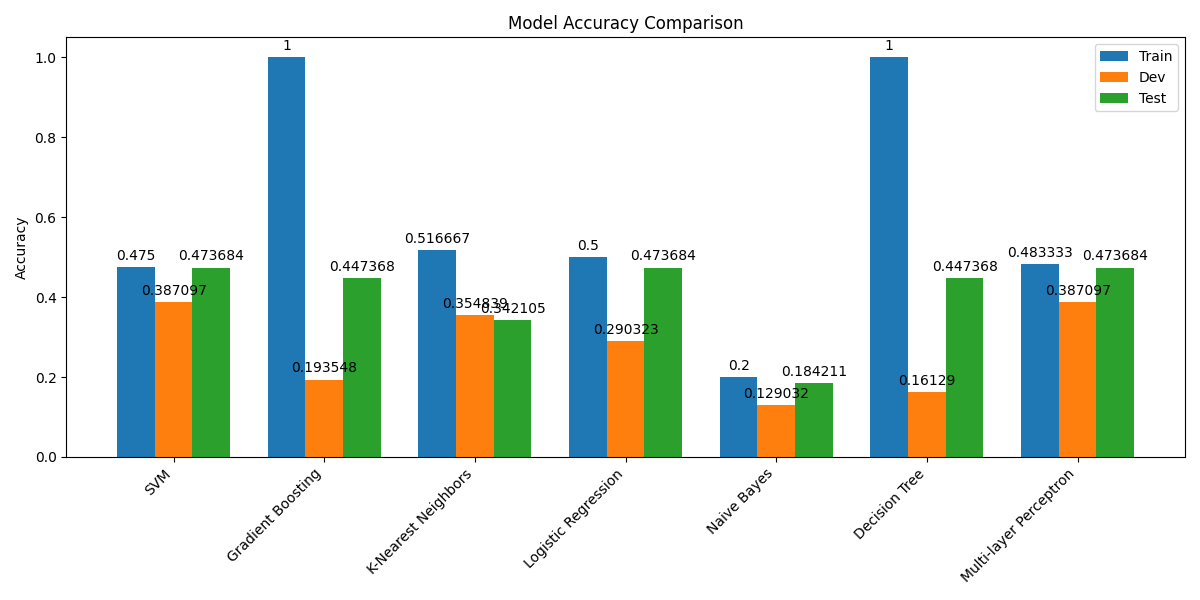 Model Accuracy Comparison
Train
Dev
Test
Accuracy
1.0
0.8
0.6
0.4
0.2
0.0
0.475
0.387097
0.473684
1
0.193548
0.447368
0.516667
0.354839
0.342105
0.5
0.290323
0.473684
0.2
0.129032
0.184211
1
0.16129
0.447368
0.483333
0.387097
0.473684
SVM
Gradient Boosting
K-Nearest Neighbors
Logistic Regression
Naive Bayes
Decision Tree
Multi-layer Perceptron